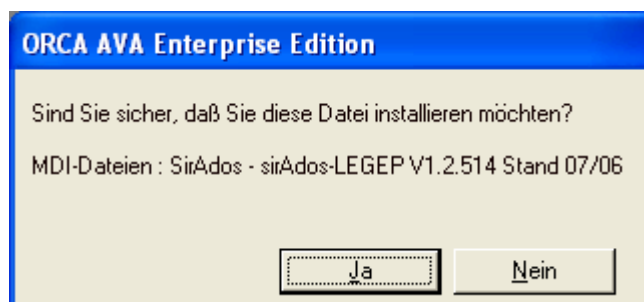 ORCA AVA Enterprise Edition
Sind Sie sicher, daß Sie diese Datei installieren möchten?
MDI-Dateien : SirAdos - sirAdos-LEGEP V1.2.514 Stand 07/06
Ja
Nein